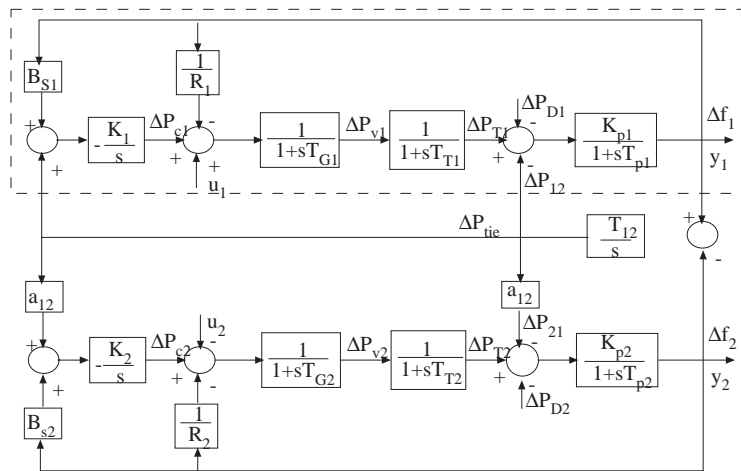 B_S1
1
R_1
ΔP_D1
Δf_1
+
-
-
K_1
s
ΔP_c1
1
1+sT_G1
ΔP_v1
1
1+sT_T1
ΔP_T1
K_p1
1+sT_p1
+
+
+
+
-
-
u_1
y_1
ΔP_12
ΔP_tie
T_12
s
+
-
a_12
a_12
u_2
ΔP_21
Δf_2
+
-
-
K_2
s
ΔP_c2
1
1+sT_G2
ΔP_v2
1
1+sT_T2
ΔP_T2
K_p2
1+sT_p2
+
+
-
+
-
-
ΔP_D2
y_2
B_s2
1
R_2